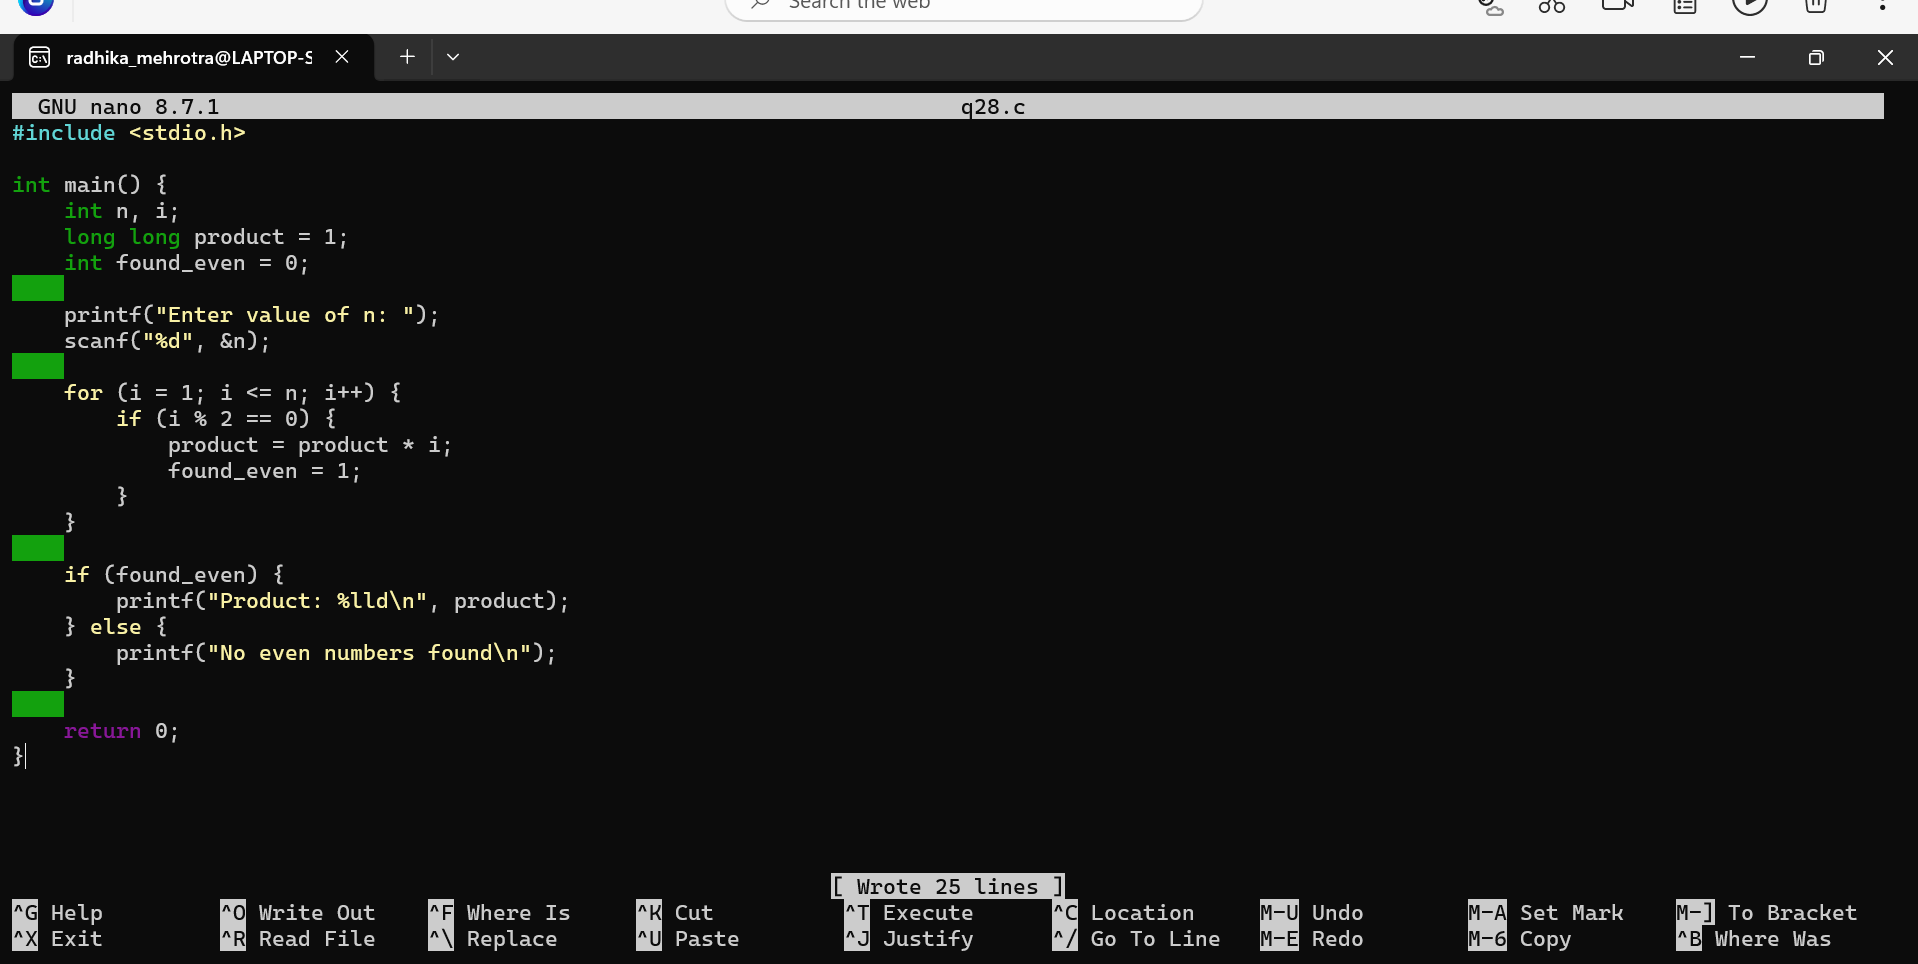 Search the web
radhika_mehrotra@LAPTOP-S
GNU nano 8.7.1 q28.c
#include <stdio.h>
int main() {
    int n, i;
    long long product = 1;
    int found_even = 0;
    printf("Enter value of n: ");
    scanf("%d", &n);
    for (i = 1; i <= n; i++) {
        if (i % 2 == 0) {
            product = product * i;
            found_even = 1;
        }
    }
    if (found_even) {
        printf("Product: %lld\n", product);
    } else {
        printf("No even numbers found\n");
    }
    return 0;
}
[ Wrote 25 lines ]
^G Help ^O Write Out ^F Where Is ^K Cut ^T Execute ^C Location M-U Undo M-A Set Mark M-] To Bracket
^X Exit ^R Read File ^\ Replace ^U Paste ^J Justify ^/ Go To Line M-E Redo M-6 Copy ^B Where Was